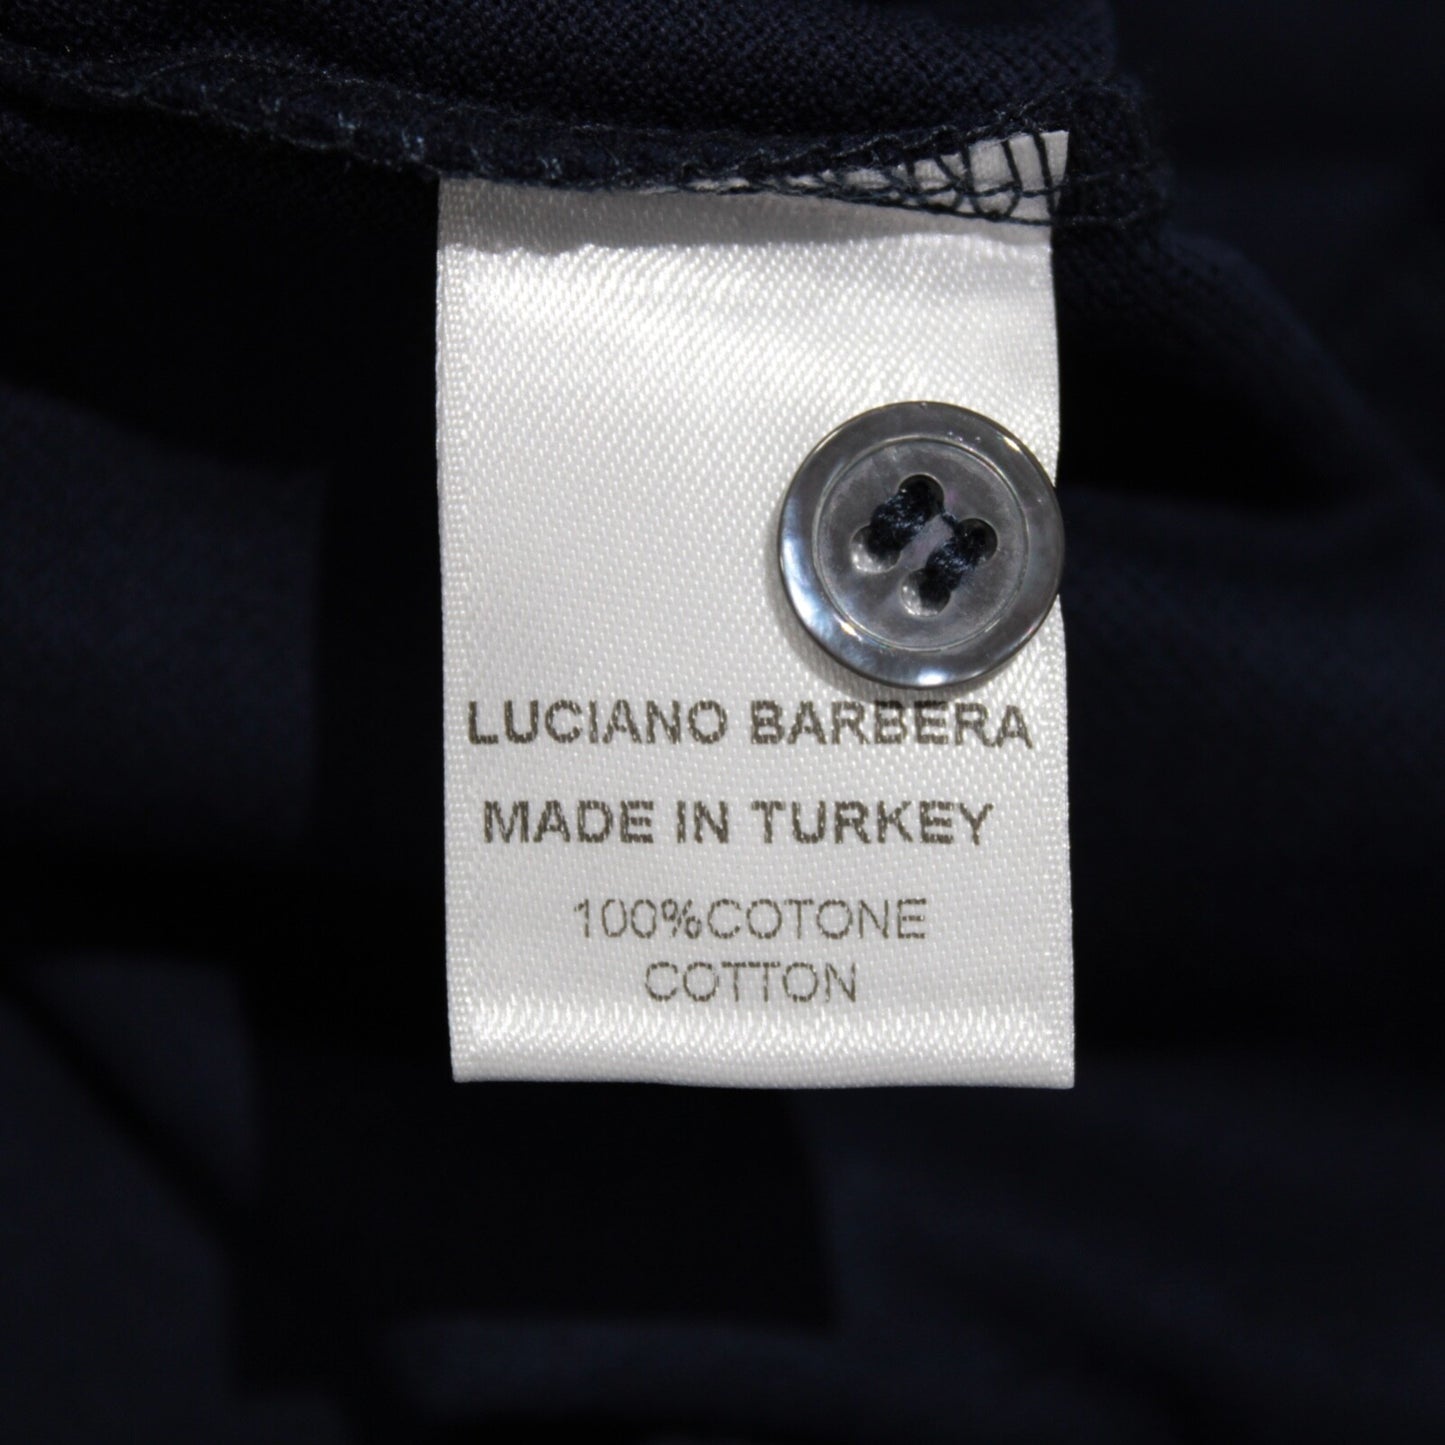 LUCIANO BARBERA
MADE IN TURKEY
100%COTONE
COTTON